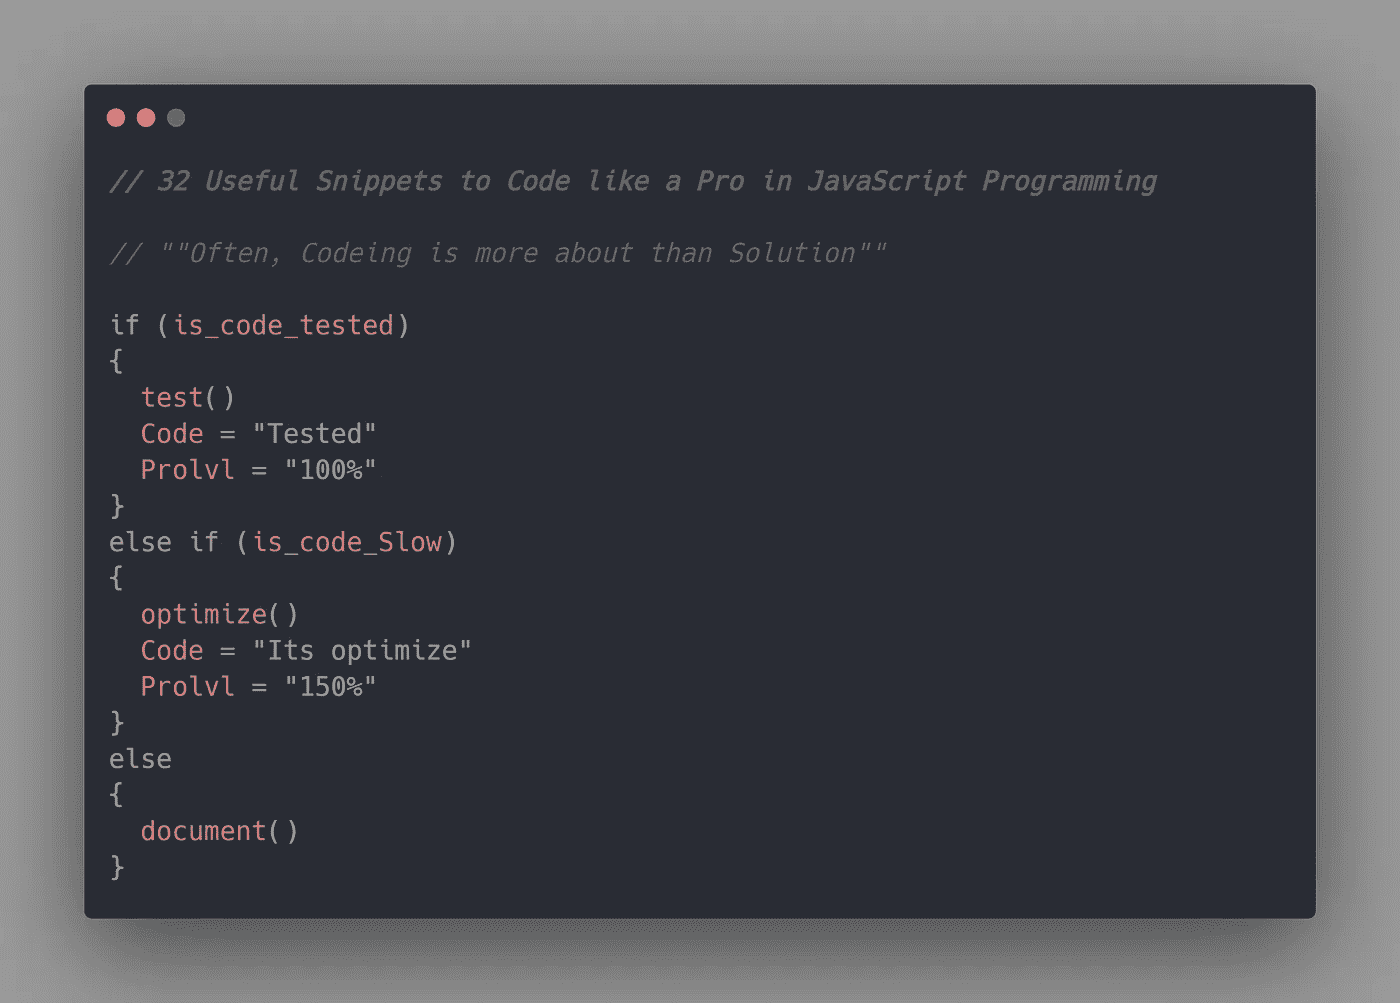 // 32 Useful Snippets to Code like a Pro in JavaScript Programming
// ""Often, Codeing is more about than Solution""
if (is_code_tested)
{
test()
Code = "Tested"
Prolvl = "100%"
}
else if (is_code_Slow)
{
optimize()
Code = "Its optimize"
Prolvl = "150%"
}
else
{
document()
}